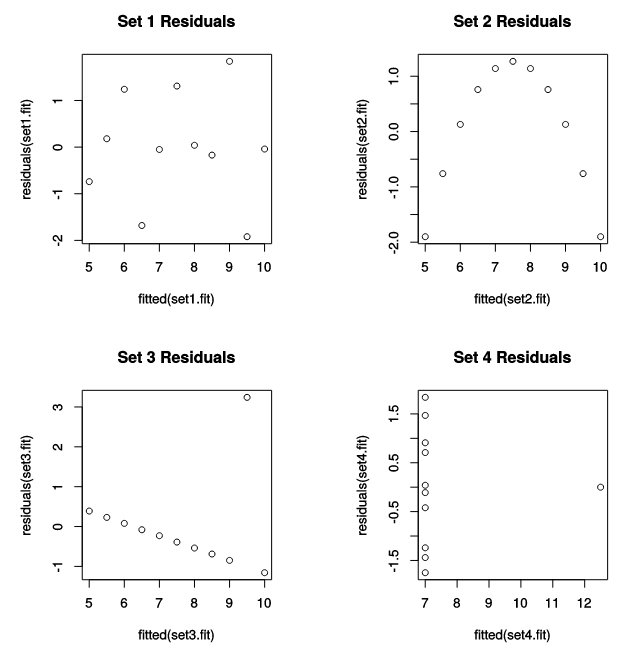 Set 1 Residuals
residuals(set1.fit)
1
0
-1
-2
5 6 7 8 9 10
fitted(set1.fit)
Set 2 Residuals
residuals(set2.fit)
1.0
0.0
-1.0
-2.0
5 6 7 8 9 10
fitted(set2.fit)
Set 3 Residuals
residuals(set3.fit)
3
2
1
0
-1
5 6 7 8 9 10
fitted(set3.fit)
Set 4 Residuals
residuals(set4.fit)
1.5
0.5
-0.5
-1.5
7 8 9 10 11 12
fitted(set4.fit)